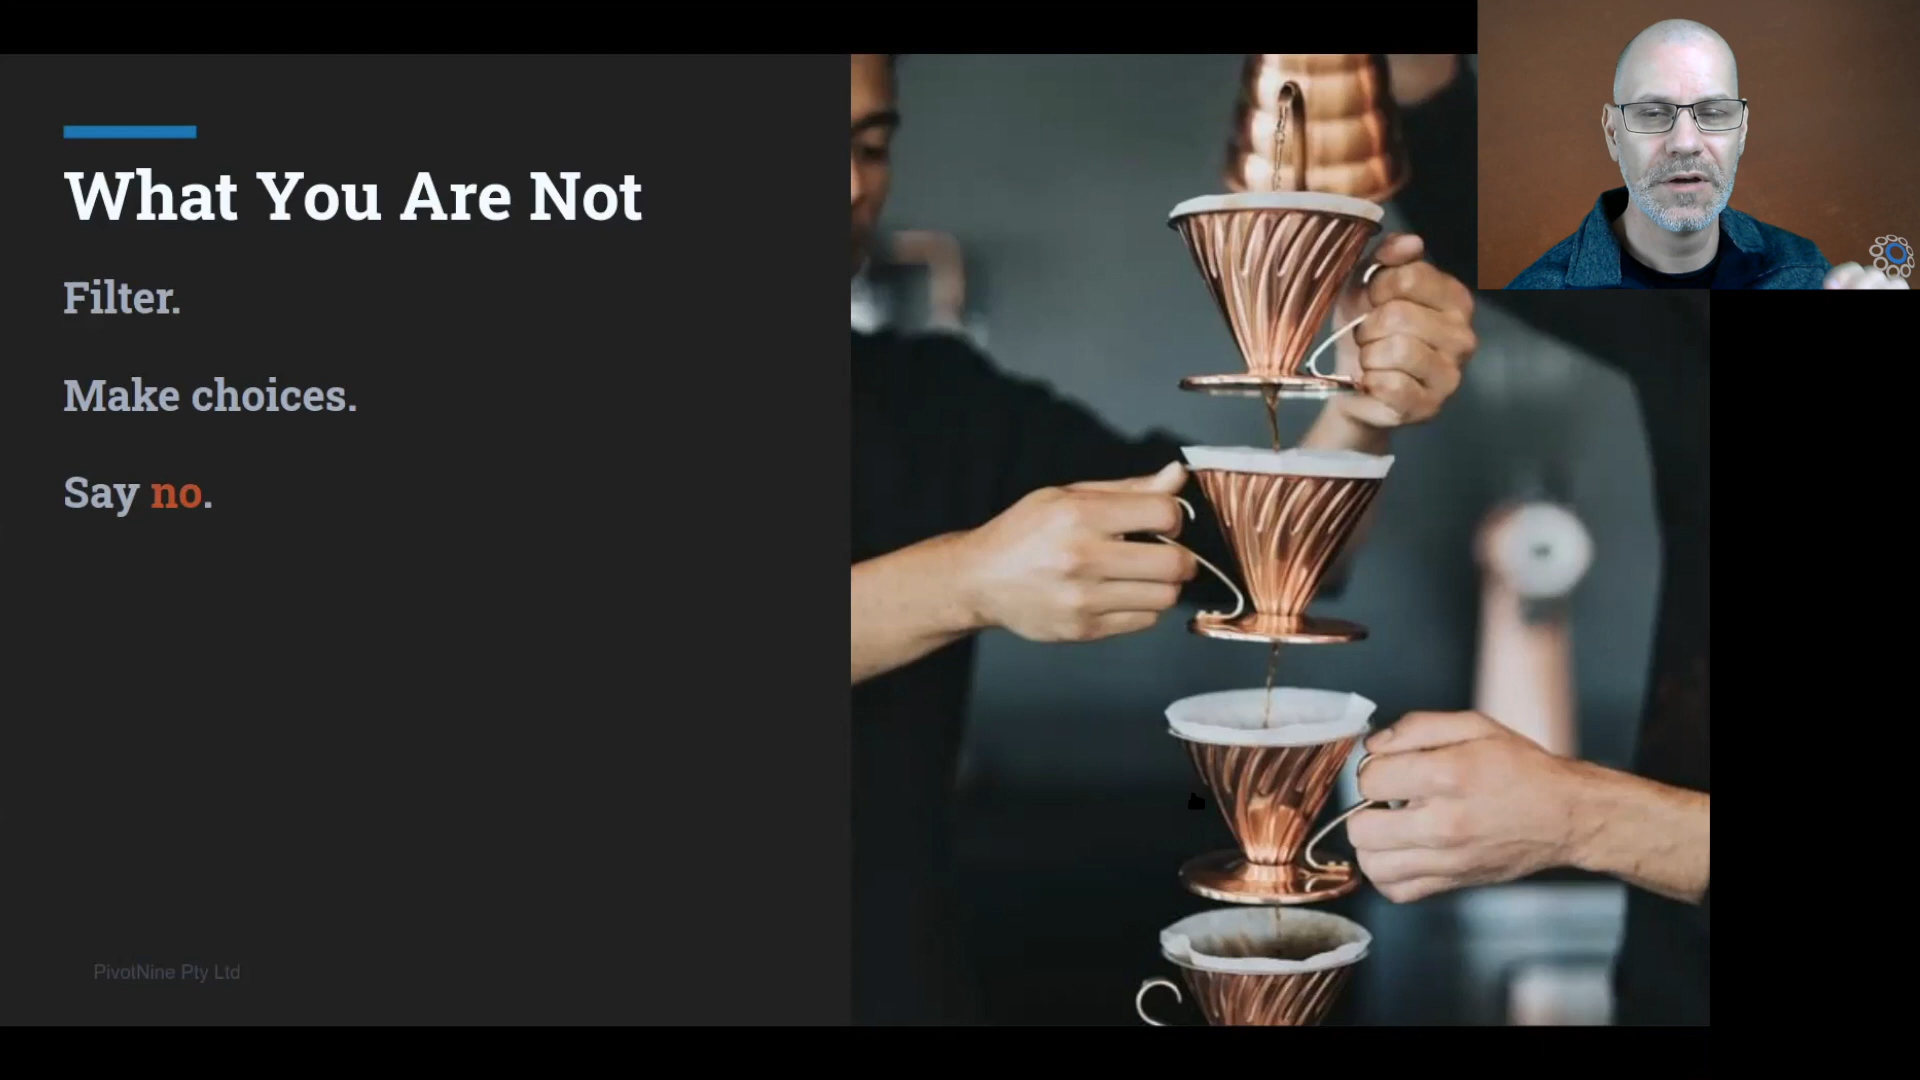 What You Are Not
Filter.
Make choices.
Say no.
PivotNine Pty Ltd